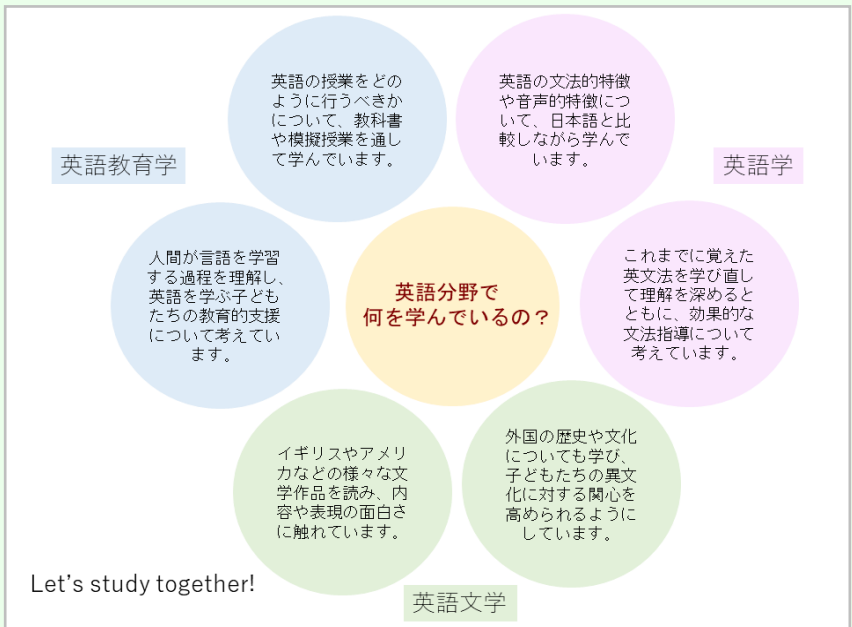 英語の授業をどの
ように行うべきか
について、教科書
や模擬授業を通し
て学んでいます。
英語の文法的特徴
や音声的特徴につ
いて、日本語と比
較しながら学んで
います。
英語教育学
英語学
人間が言語を学習
する過程を理解し、
英語を学ぶ子ども
たちの教育的支援
について考えてい
ます。
英語分野で
何を学んでいるの？
これまでに覚えた
英文法を学び直し
て理解を深めると
ともに、効果的な
文法指導について
考えています。
イギリスやアメリ
カなどの様々な文
学作品を読み、内
容や表現の面白さ
に触れています。
外国の歴史や文化
についても学び、
子どもたちの異文
化に対する関心を
高められるように
しています。
Let's study together!
英語文学